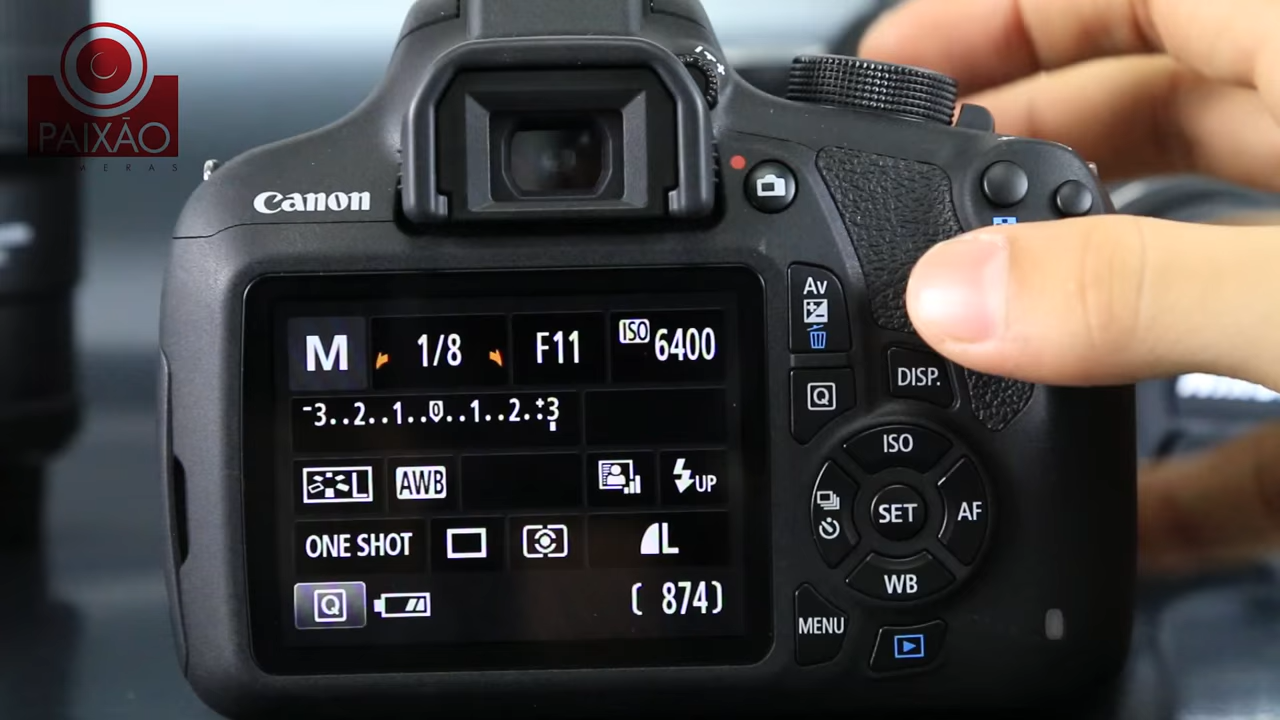 PAIXÃO
MERAS
Canon
M 1/8 F11 ISO 6400
-3..2..1..0..1..2.:+3
L AWB UP
ONE SHOT L
Q ( 874)
Av
Q
DISP.
ISO
SET
AF
WB
MENU